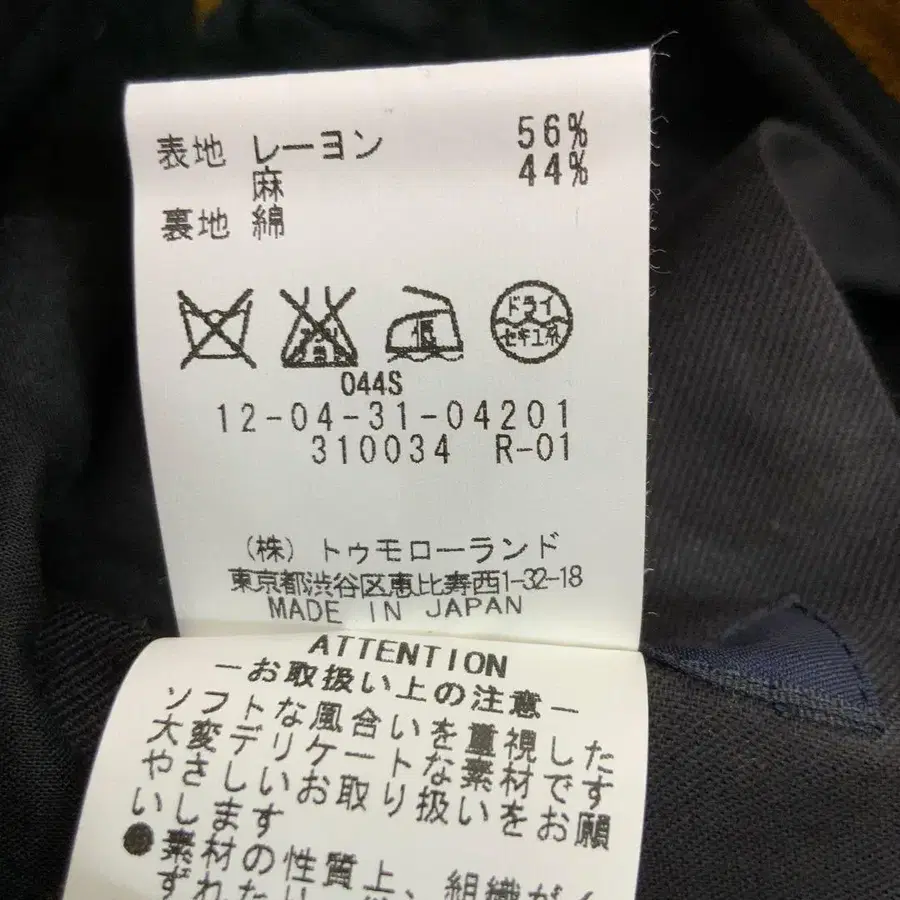 表地 レーヨン 56%
麻 44%
裏地 綿
低
ドライ
セキユ系
044S
12-04-31-04201
310034 R-01
(株) トゥモローランド
東京都渋谷区恵比寿西1-32-18
MADE IN JAPAN
ATTENTION
―お取扱い上の注意―
ソフトな風合いを重視した
大変デリケートな素材です
やさしいお取り扱いをお願
いします
●素材の性質上、組織がく
ずれた